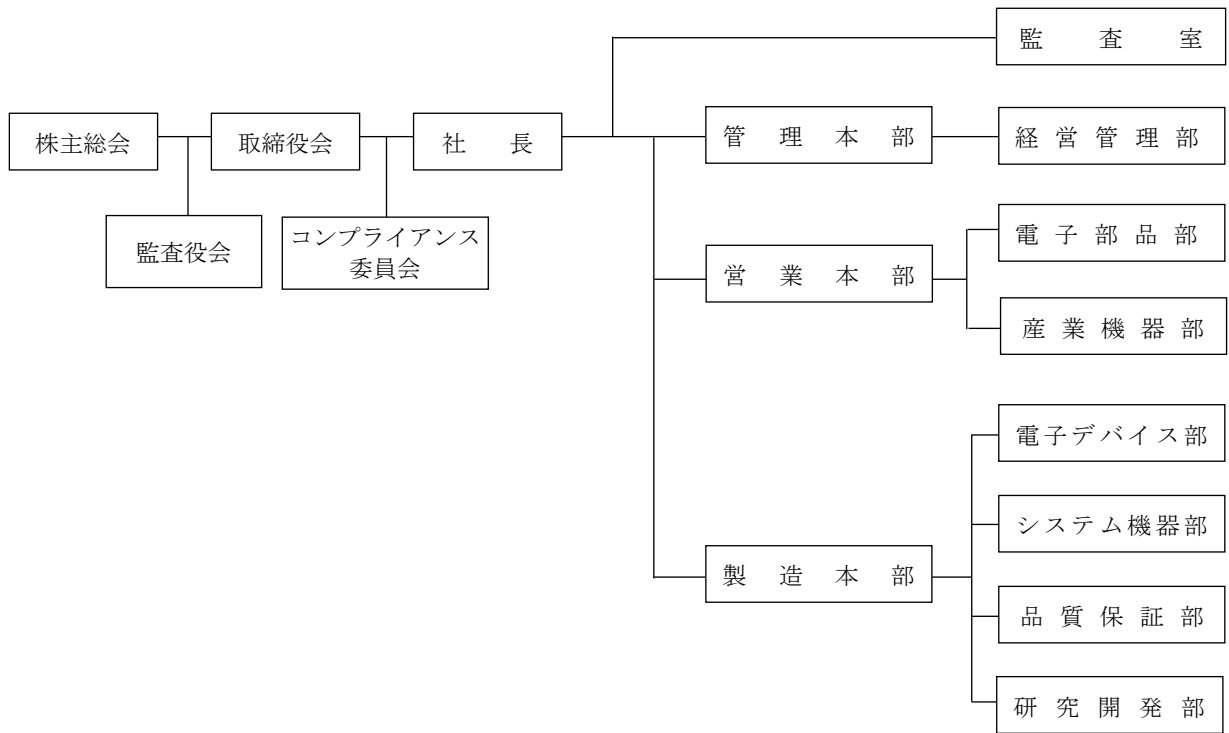 監査室
株主総会
取締役会
社長
管理本部
経営管理部
監査役会
コンプライアンス
委員会
電子部品部
営業本部
産業機器部
電子デバイス部
システム機器部
製造本部
品質保証部
研究開発部